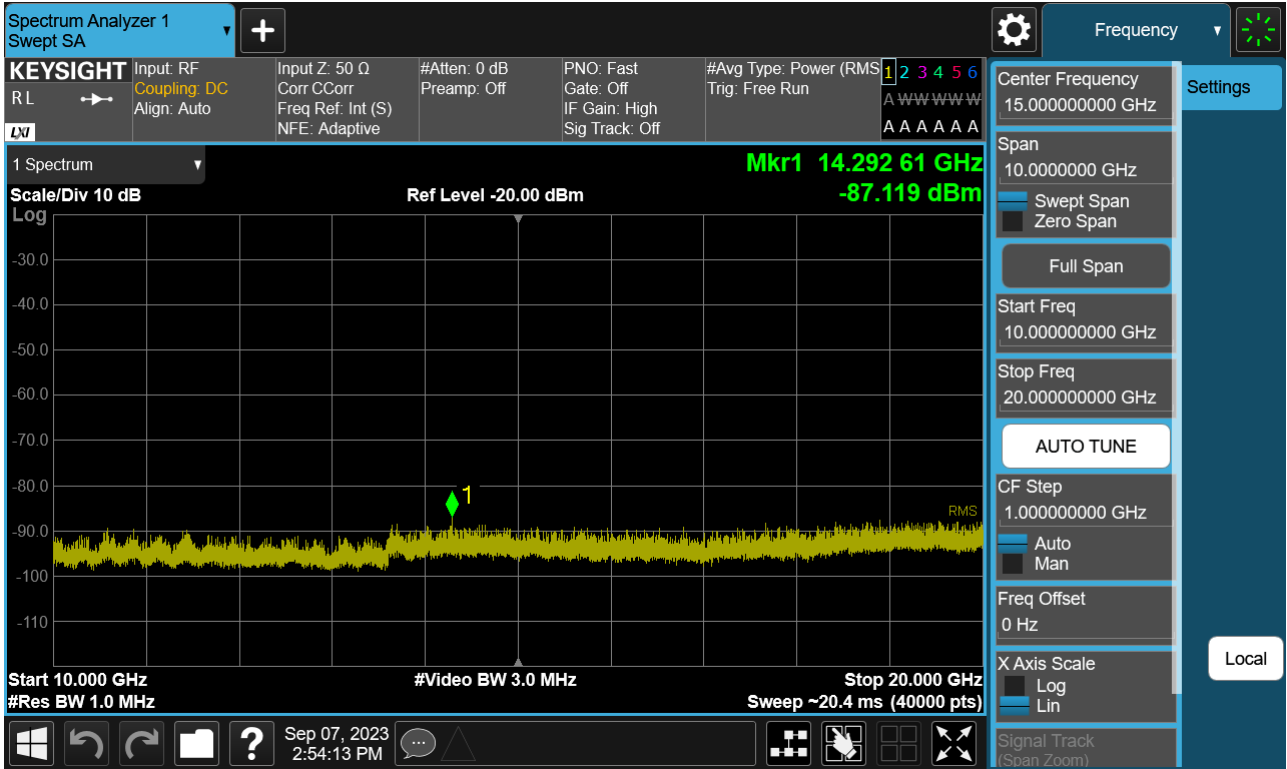 Spectrum Analyzer 1
Swept SA
Frequency
KEYSIGHT
R L
LXI
Input: RF
Coupling: DC
Align: Auto
Input Z: 50 Ω
Corr CCorr
Freq Ref: Int (S)
NFE: Adaptive
#Atten: 0 dB
Preamp: Off
PNO: Fast
Gate: Off
IF Gain: High
Sig Track: Off
#Avg Type: Power (RMS
Trig: Free Run
1 2 3 4 5 6
A W W W W W
A A A A A A
1 Spectrum
Scale/Div 10 dB
Log
Ref Level -20.00 dBm
Mkr1 14.292 61 GHz
-87.119 dBm
-30.0
-40.0
-50.0
-60.0
-70.0
-80.0
-90.0
-100
-110
1
RMS
Start 10.000 GHz
#Video BW 3.0 MHz
Stop 20.000 GHz
#Res BW 1.0 MHz
Sweep ~20.4 ms (40000 pts)
Center Frequency
15.000000000 GHz
Span
10.0000000 GHz
Swept Span
Zero Span
Full Span
Start Freq
10.000000000 GHz
Stop Freq
20.000000000 GHz
AUTO TUNE
CF Step
1.000000000 GHz
Auto
Man
Freq Offset
0 Hz
X Axis Scale
Log
Lin
Signal Track
(Span Zoom)
Settings
Local
?
Sep 07, 2023
2:54:13 PM